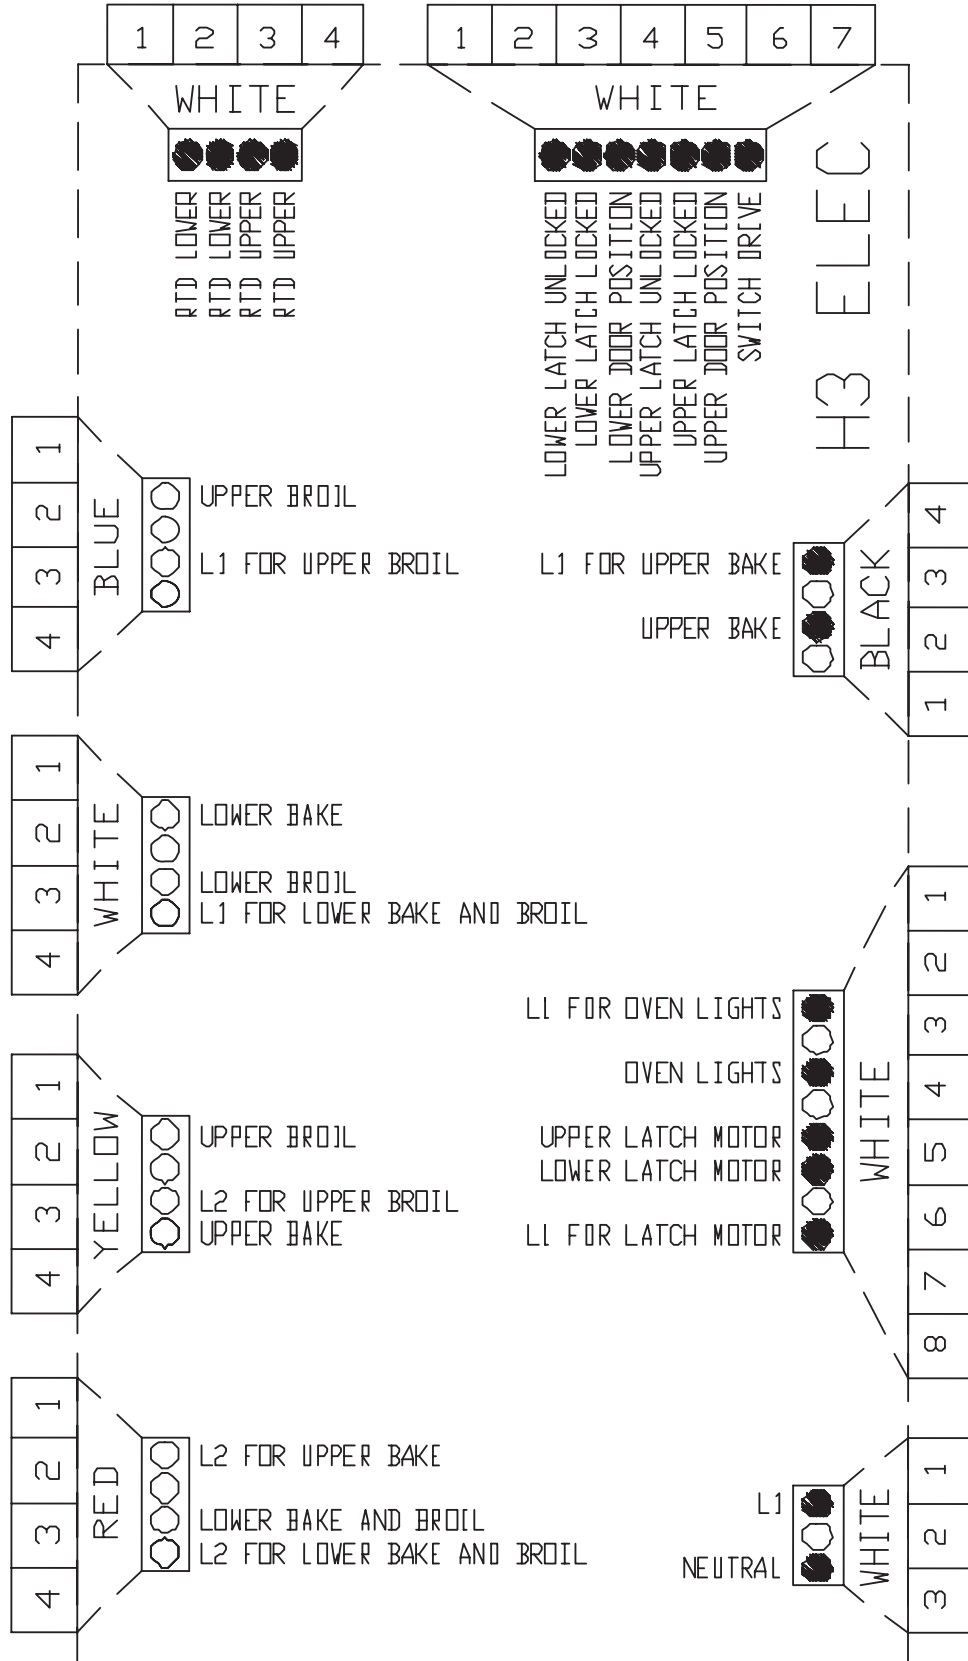 1 2 3 4
WHITE
RTD LOWER
RTD LOWER
RTD UPPER
RTD UPPER
1 2 3 4 5 6 7
WHITE
LOWER LATCH UNLOCKED
LOWER LATCH LOCKED
LOWER DOOR POSITION
UPPER LATCH UNLOCKED
UPPER LATCH LOCKED
UPPER DOOR POSITION
SWITCH DRIVE
H3 ELEC
1
2
3
4
BLUE
UPPER BROIL
L1 FOR UPPER BROIL
L1 FOR UPPER BAKE
UPPER BAKE
BLACK
4
3
2
1
1
2
3
4
WHITE
LOWER BAKE
LOWER BROIL
L1 FOR LOWER BAKE AND BROIL
1
2
3
4
YELLOW
UPPER BROIL
L2 FOR UPPER BROIL
UPPER BAKE
L1 FOR OVEN LIGHTS
OVEN LIGHTS
UPPER LATCH MOTOR
LOWER LATCH MOTOR
L1 FOR LATCH MOTOR
WHITE
1
2
3
4
5
6
7
8
1
2
3
4
RED
L2 FOR UPPER BAKE
LOWER BAKE AND BROIL
L2 FOR LOWER BAKE AND BROIL
L1
NEUTRAL
WHITE
1
2
3